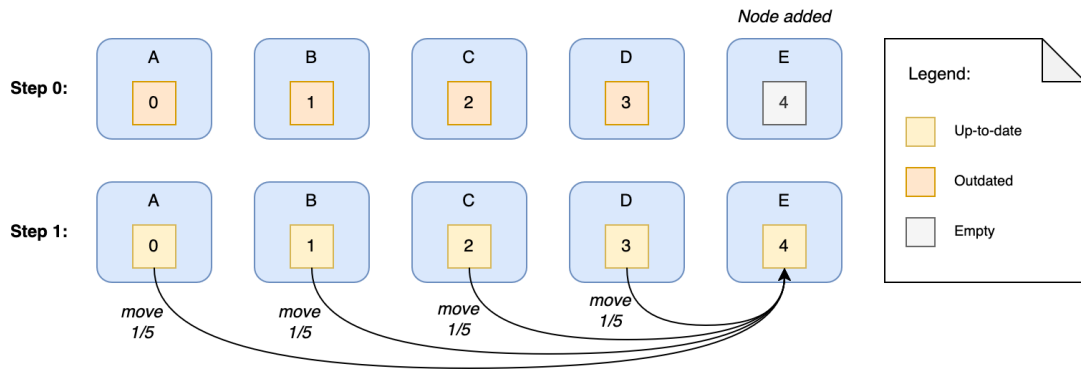 Node added
A
B
C
D
E
Step 0:
0
1
2
3
4
Legend:
Up-to-date
Outdated
Empty
A
B
C
D
E
Step 1:
0
1
2
3
4
move
1/5
move
1/5
move
1/5
move
1/5